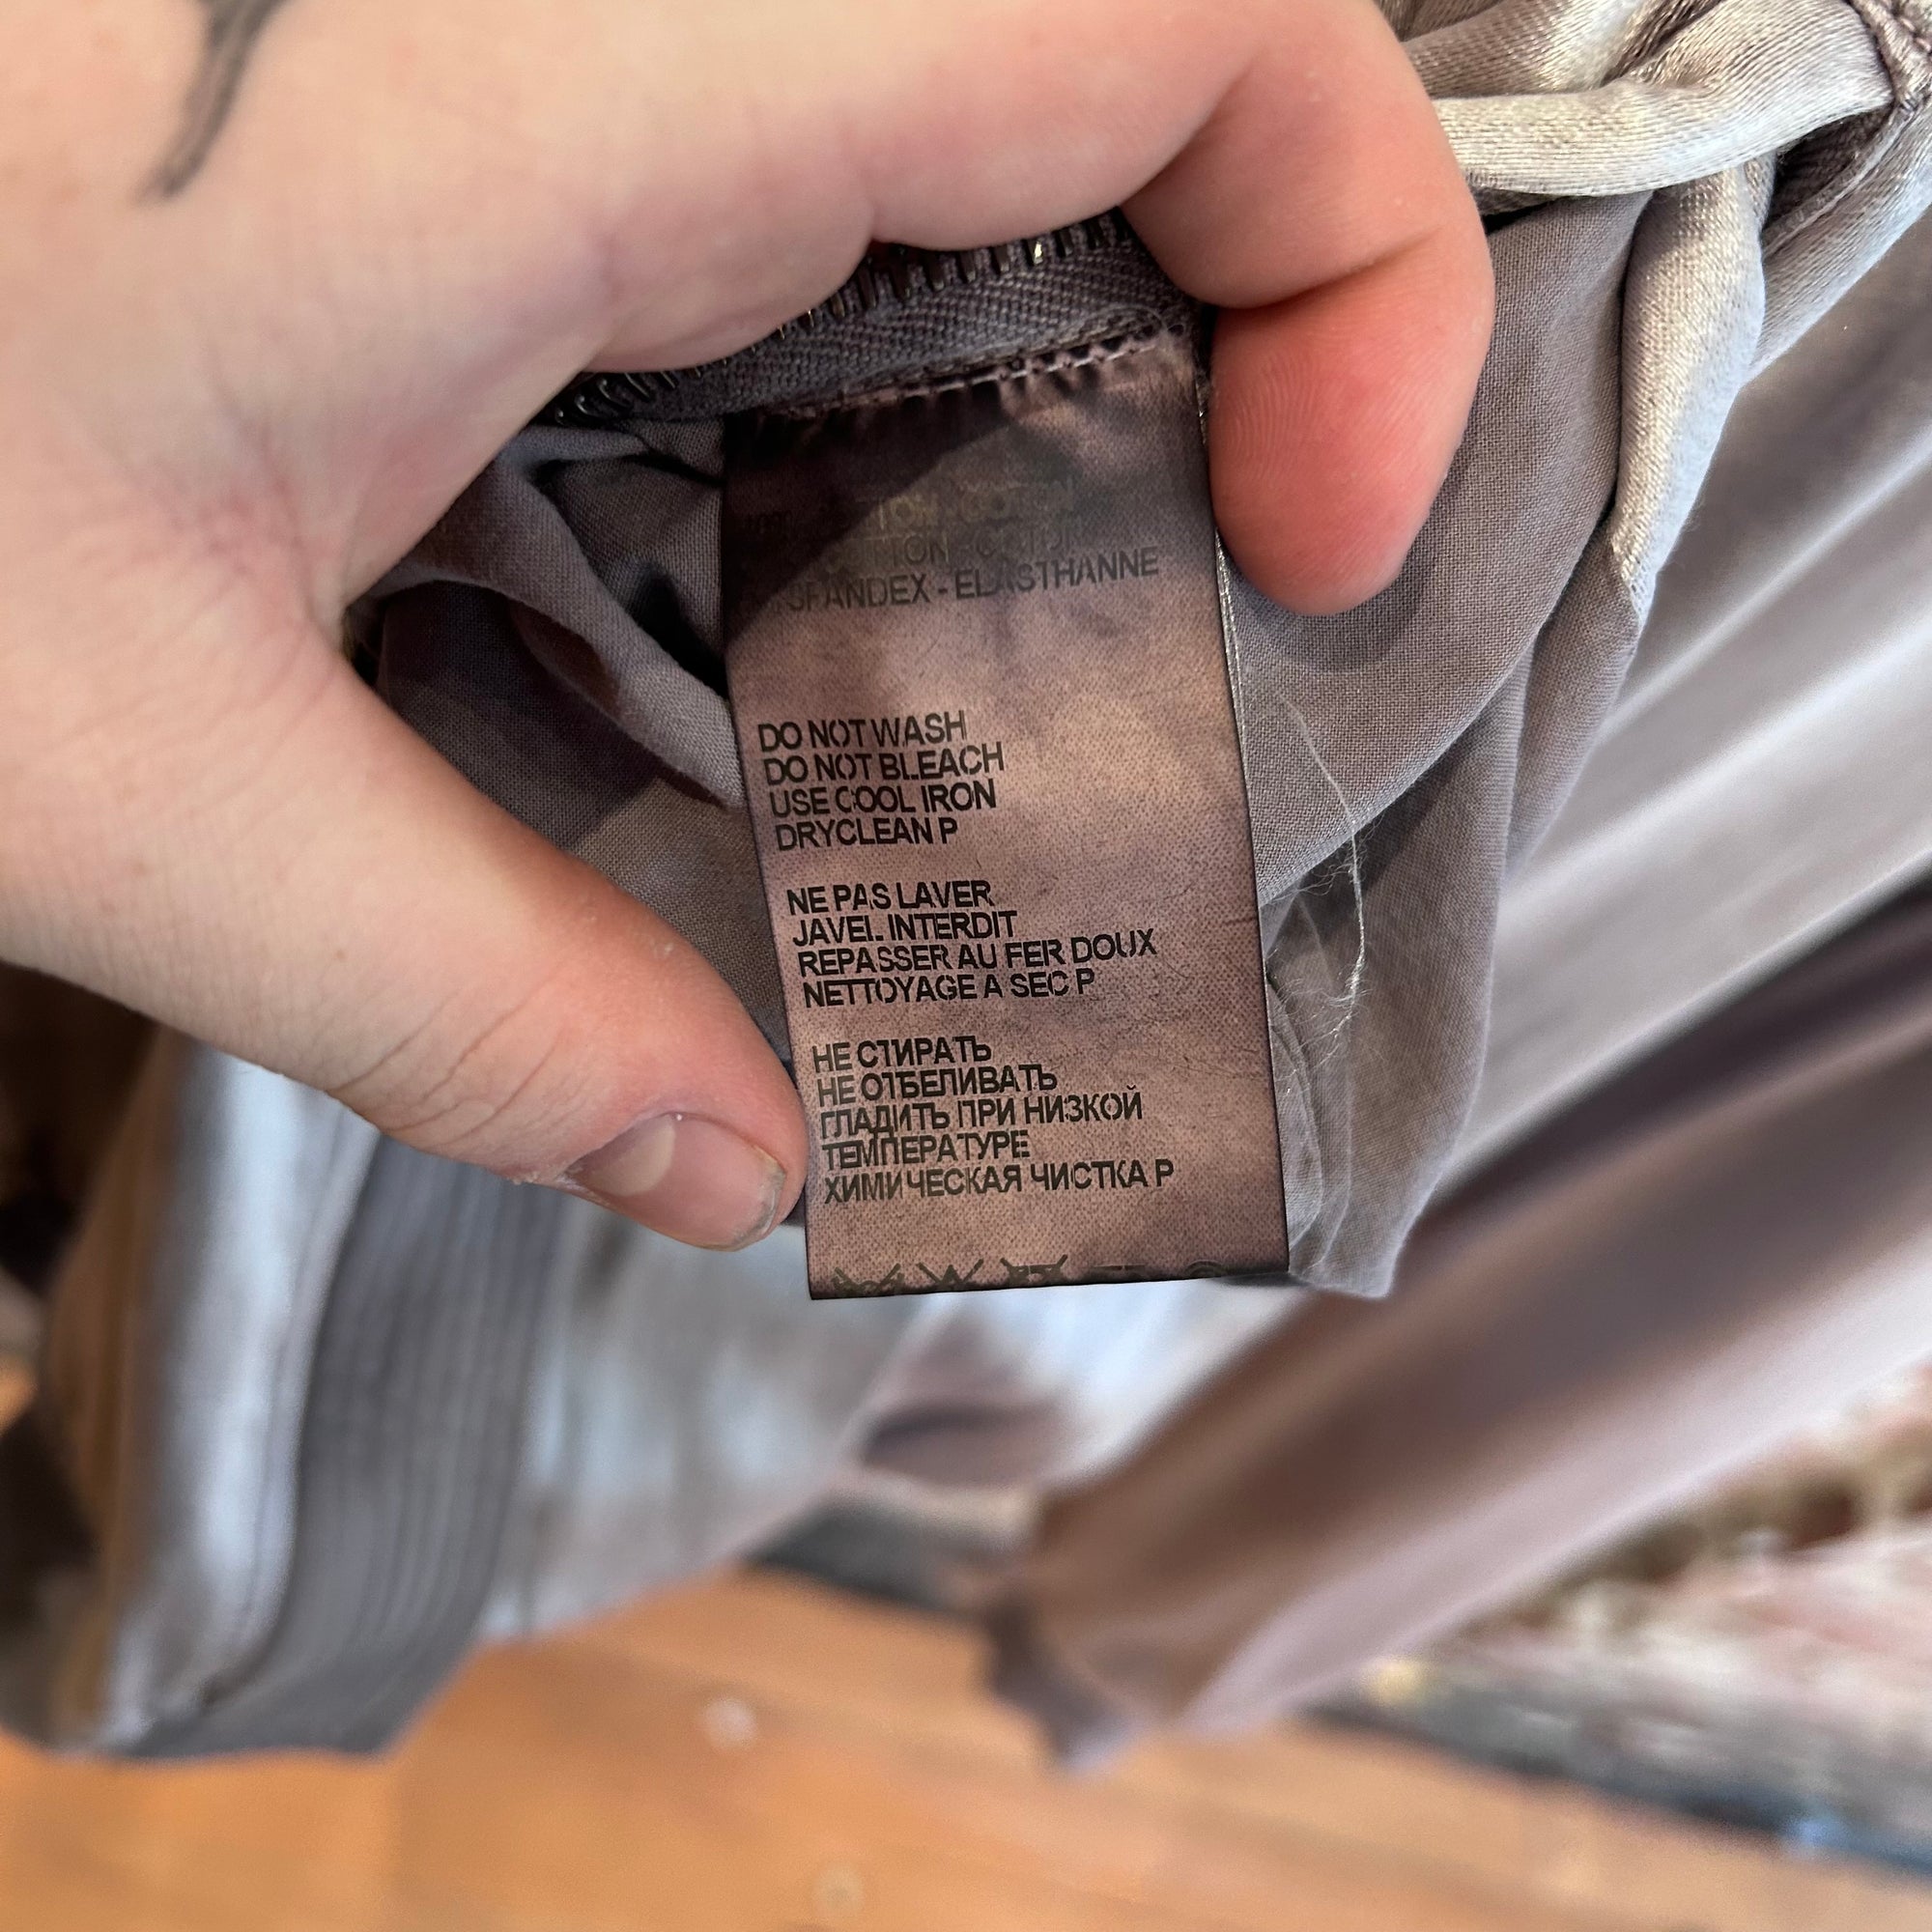 SPANDEX - ELASTHANNE
DO NOT WASH
DO NOT BLEACH
USE COOL IRON
DRYCLEAN P
NE PAS LAVER
JAVEL INTERDIT
REPASSER AU FER DOUX
NETTOYAGE A SEC P
НЕ СТИРАТЬ
НЕ ОТБЕЛИВАТЬ
ГЛАДИТЬ ПРИ НИЗКОЙ
ТЕМПЕРАТУРЕ
ХИМИЧЕСКАЯ ЧИСТКА P